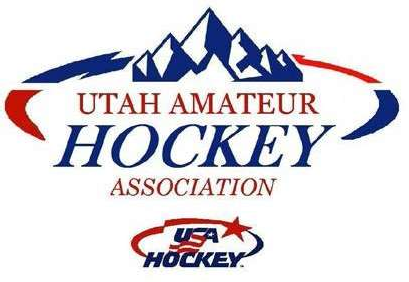 UTAH AMATEUR
HOCKEY
ASSOCIATION
USA
HOCKEY